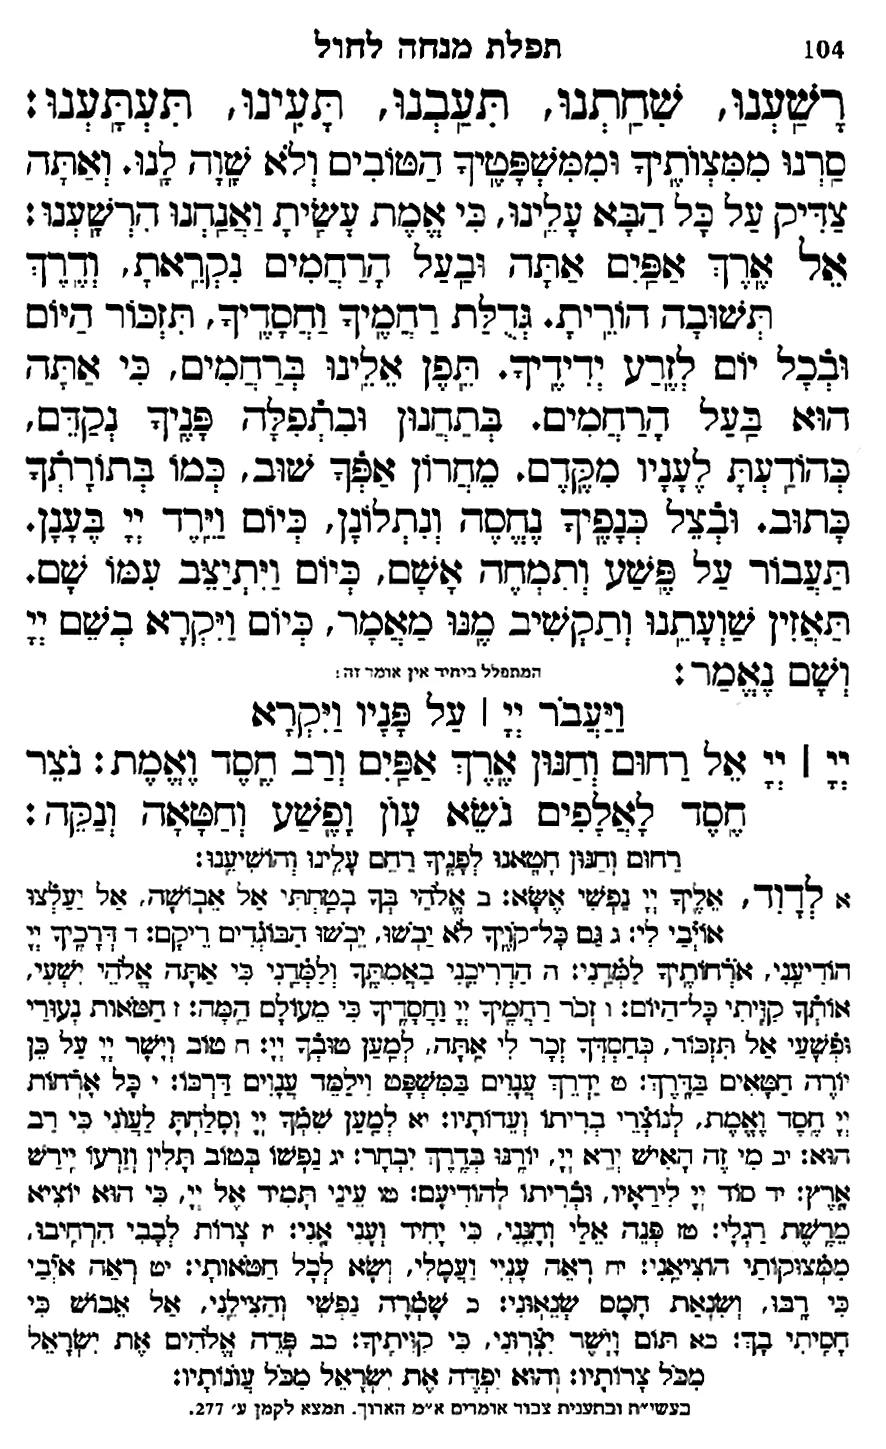 104 תפלת מנחה לחול
רָשַֽׁעְנוּ, שִׁחַֽתְנוּ, תִּעַֽבְנוּ, תָּעִֽינוּ, תִּעְתָּֽעְנוּ:
סַֽרְנוּ מִמִּצְוֹתֶֽיךָ וּמִמִּשְׁפָּטֶֽיךָ הַטּוֹבִים וְלֹא שָֽׁוָה לָֽנוּ. וְאַתָּה
צַדִּיק עַל כָּל הַבָּא עָלֵֽינוּ, כִּי אֱמֶת עָשִֽׂיתָ וַאֲנַֽחְנוּ הִרְשָֽׁעְנוּ:
אֵל אֶֽרֶךְ אַפַּֽיִם אַתָּה וּבַֽעַל הָרַחֲמִים נִקְרֵֽאתָ, וְדֶֽרֶךְ
תְּשׁוּבָה הוֹרֵֽיתָ. גְּדֻלַּת רַחֲמֶֽיךָ וַחֲסָדֶֽיךָ, תִּזְכּוֹר הַיּוֹם
וּבְכָל יוֹם לְזֶֽרַע יְדִידֶֽיךָ. תֵּֽפֶן אֵלֵֽינוּ בְּרַחֲמִים, כִּי אַתָּה
הוּא בַּֽעַל הָרַחֲמִים. בְּתַחֲנוּן וּבִתְפִלָּה פָּנֶֽיךָ נְקַדֵּם,
כְּהוֹדַֽעְתָּ לֶעָנָיו מִקֶּֽדֶם. מֵחֲרוֹן אַפְּךָ שׁוּב, כְּמוֹ בְּתוֹרָתְךָ
כָּתוּב. וּבְצֵל כְּנָפֶֽיךָ נֶחֱסֶה וְנִתְלוֹנָן, כְּיוֹם וַיֵּֽרֶד יְיָ בֶּעָנָן.
תַּעֲבוֹר עַל פֶּֽשַׁע וְתִמְחֶה אָשָׁם, כְּיוֹם וַיִּתְיַצֵּב עִמּוֹ שָׁם.
תַּאֲזִין שַׁוְעָתֵֽנוּ וְתַקְשִׁיב מֶֽנּוּ מַאֲמָר, כְּיוֹם וַיִּקְרָא בְשֵׁם יְיָ
וְשָׁם נֶאֱמַר: המתפלל ביחיד אין אומר זה:
וַיַּעֲבֹר יְיָ | עַל פָּנָיו וַיִּקְרָא
יְיָ | יְיָ אֵל רַחוּם וְחַנּוּן אֶֽרֶךְ אַפַּֽיִם וְרַב חֶֽסֶד וֶאֱמֶת: נֹצֵר
חֶֽסֶד לָאֲלָפִים נֹשֵׂא עָוֹן וָפֶֽשַׁע וְחַטָּאָה וְנַקֵּה:
רַחוּם וְחַנּוּן חָטָֽאנוּ לְפָנֶֽיךָ רַחֵם עָלֵֽינוּ וְהוֹשִׁיעֵֽנוּ:
א לְדָוִד, אֵלֶֽיךָ יְיָ נַפְשִׁי אֶשָּׂא: ב אֱלֹהַי בְּךָ בָטַֽחְתִּי אַל אֵבֽוֹשָׁה, אַל יַעַלְצוּ
אוֹיְבַי לִי: ג גַּם כָּל־קֹוֶֽיךָ לֹא יֵבֽשׁוּ, יֵבֽשׁוּ הַבּוֹגְדִים רֵיקָם: ד דְּרָכֶֽיךָ יְיָ
הוֹדִיעֵֽנִי, אֹרְחוֹתֶֽיךָ לַמְּדֵֽנִי: ה הַדְרִיכֵֽנִי בַאֲמִתֶּֽךָ וְלַמְּדֵֽנִי כִּי אַתָּה אֱלֹהֵי יִשְׁעִי,
אוֹתְךָ קִוִּֽיתִי כָּל־הַיּוֹם: ו זְכֹר רַחֲמֶֽיךָ יְיָ וַחֲסָדֶֽיךָ כִּי מֵעוֹלָם הֵֽמָּה: ז חַטֹּאות נְעוּרַי
וּפְשָׁעַי אַל תִּזְכּוֹר, כְּחַסְדְּךָ זְכָר לִי אַֽתָּה, לְמַֽעַן טוּבְךָ יְיָ: ח טוֹב וְיָשָׁר יְיָ עַל כֵּן
יוֹרֶה חַטָּאִים בַּדָּֽרֶךְ: ט יַדְרֵךְ עֲנָוִים בַּמִּשְׁפָּט וִילַמֵּד עֲנָוִים דַּרְכּוֹ: י כָּל אָרְחוֹת
יְיָ חֶֽסֶד וֶאֱמֶת, לְנוֹצְרֵי בְרִיתוֹ וְעֵדוֹתָיו: יא לְמַֽעַן שִׁמְךָ יְיָ וְסָלַחְתָּ לַעֲוֹנִי כִּי רַב
הוּא: יב מִי זֶה הָאִישׁ יְרֵא יְיָ, יוֹרֶֽנּוּ בְּדֶֽרֶךְ יִבְחָר: יג נַפְשׁוֹ בְּטוֹב תָּלִין וְזַרְעוֹ יִֽירַשׁ
אָֽרֶץ: יד סוֹד יְיָ לִירֵאָיו, וּבְרִיתוֹ לְהוֹדִיעָם: טו עֵינַי תָּמִיד אֶל יְיָ, כִּי הוּא יוֹצִיא
מֵרֶֽשֶׁת רַגְלָי: טז פְּנֵה אֵלַי וְחָנֵּֽנִי, כִּי יָחִיד וְעָנִי אָֽנִי: יז צָרוֹת לְבָבִי הִרְחִֽיבוּ,
מִמְּצוּקוֹתַי הוֹצִיאֵֽנִי: יח רְאֵה עָנְיִי וַעֲמָלִי, וְשָׂא לְכָל חַטֹּאותָי: יט רְאֵה אֹיְבַי
כִּי רָֽבּוּ, וְשִׂנְאַת חָמָס שְׂנֵאֽוּנִי: כ שָׁמְרָה נַפְשִׁי וְהַצִּילֵֽנִי, אַל אֵבוֹשׁ כִּי
חָסִֽיתִי בָךְ: כא תּוֹם וָיֹֽשֶׁר יִצְּרֽוּנִי, כִּי קִוִּיתִֽיךָ: כב פְּדֵה אֱלֹהִים אֶת יִשְׂרָאֵל
מִכֹּל צָרוֹתָיו: וְהוּא יִפְדֶּה אֶת יִשְׂרָאֵל מִכֹּל עֲוֹנוֹתָיו:
בעשי״ת ובתענית צבור אומרים א״מ הארוך. תמצא לקמן ע׳ 277.